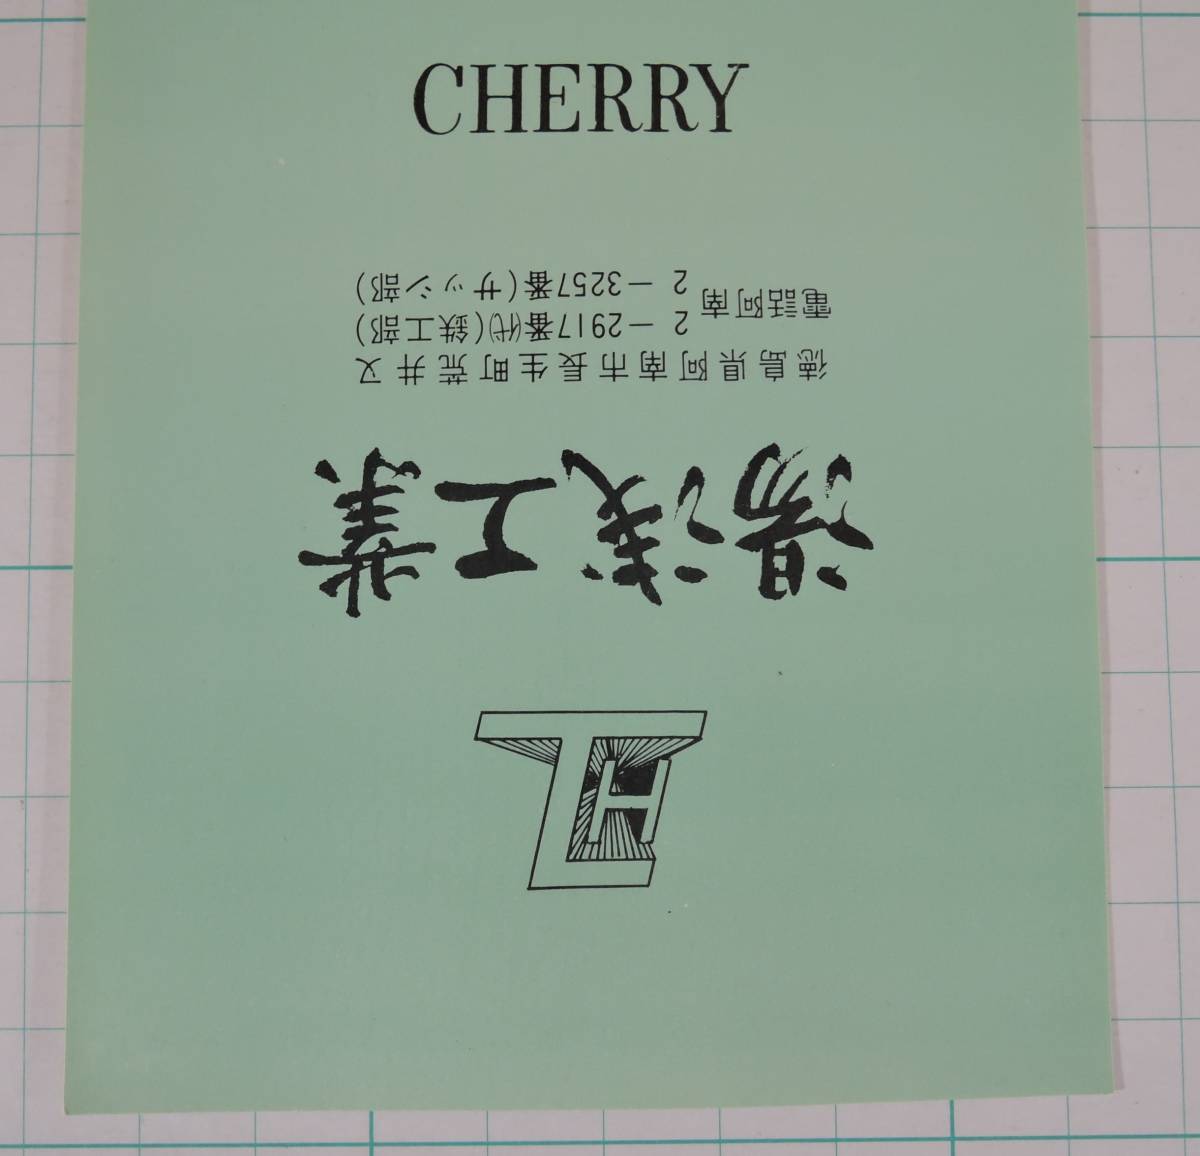 CHERRY
湯浅工業
徳島県阿南市長生町荒井又
電話阿南
2－2917番㈹(鉄工部)
2－3257番(サッシ部)